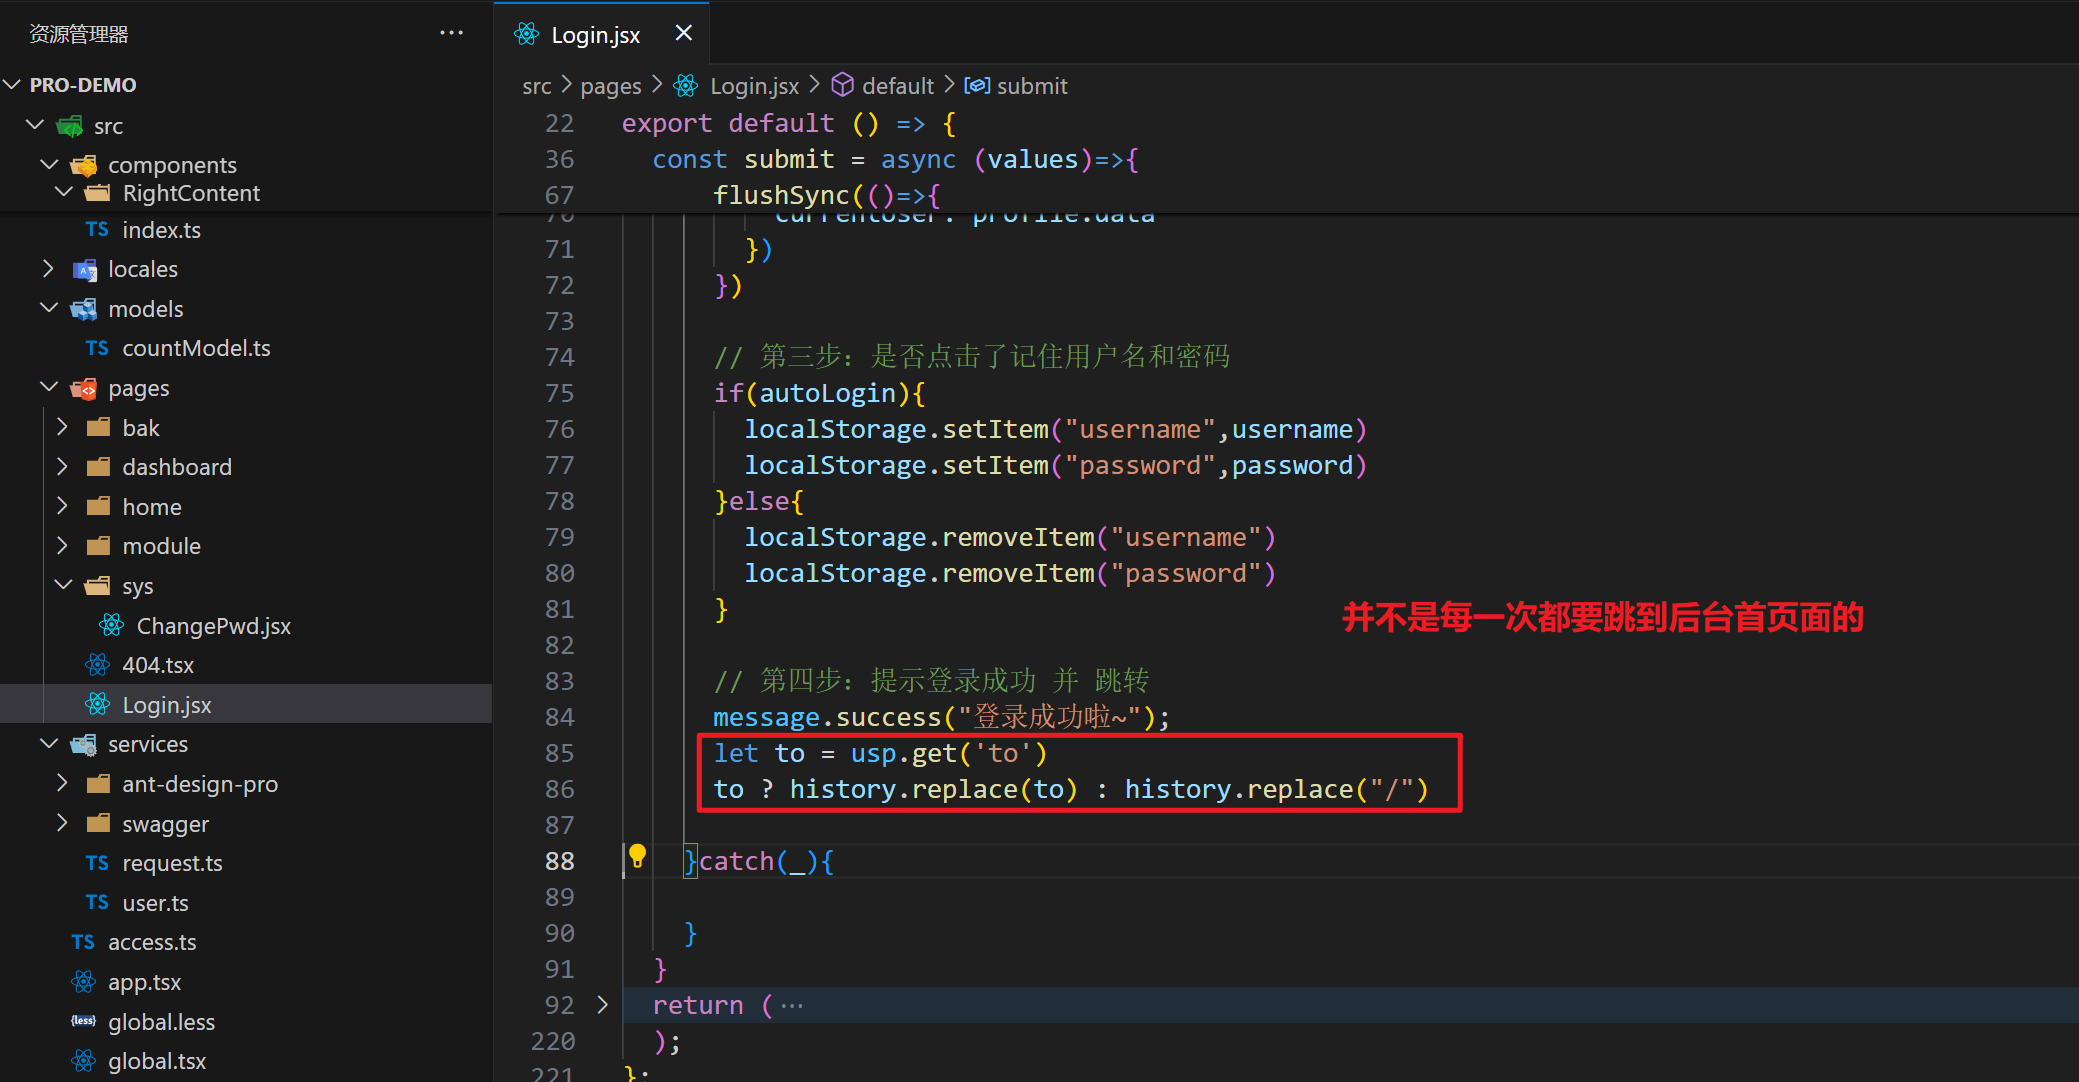 资源管理器
···
PRO-DEMO
src
components
RightContent
TS index.ts
locales
models
TS countModel.ts
pages
bak
dashboard
home
module
sys
ChangePwd.jsx
404.tsx
Login.jsx
services
ant-design-pro
swagger
TS request.ts
TS user.ts
TS access.ts
app.tsx
{less} global.less
global.tsx
Login.jsx
src > pages > Login.jsx > default > submit
22 export default () => {
36 const submit = async (values)=>{
67 flushSync(()=>{
70 currentUser: profile.data
71 })
72 })
73
74 // 第三步：是否点击了记住用户名和密码
75 if(autoLogin){
76 localStorage.setItem("username",username)
77 localStorage.setItem("password",password)
78 }else{
79 localStorage.removeItem("username")
80 localStorage.removeItem("password")
81 }
并不是每一次都要跳到后台首页面的
82
83 // 第四步：提示登录成功 并 跳转
84 message.success("登录成功啦~");
85 let to = usp.get('to')
86 to ? history.replace(to) : history.replace("/")
87
88 }catch(_){
89
90 }
91 }
92 return ( ···
220 );
221 };